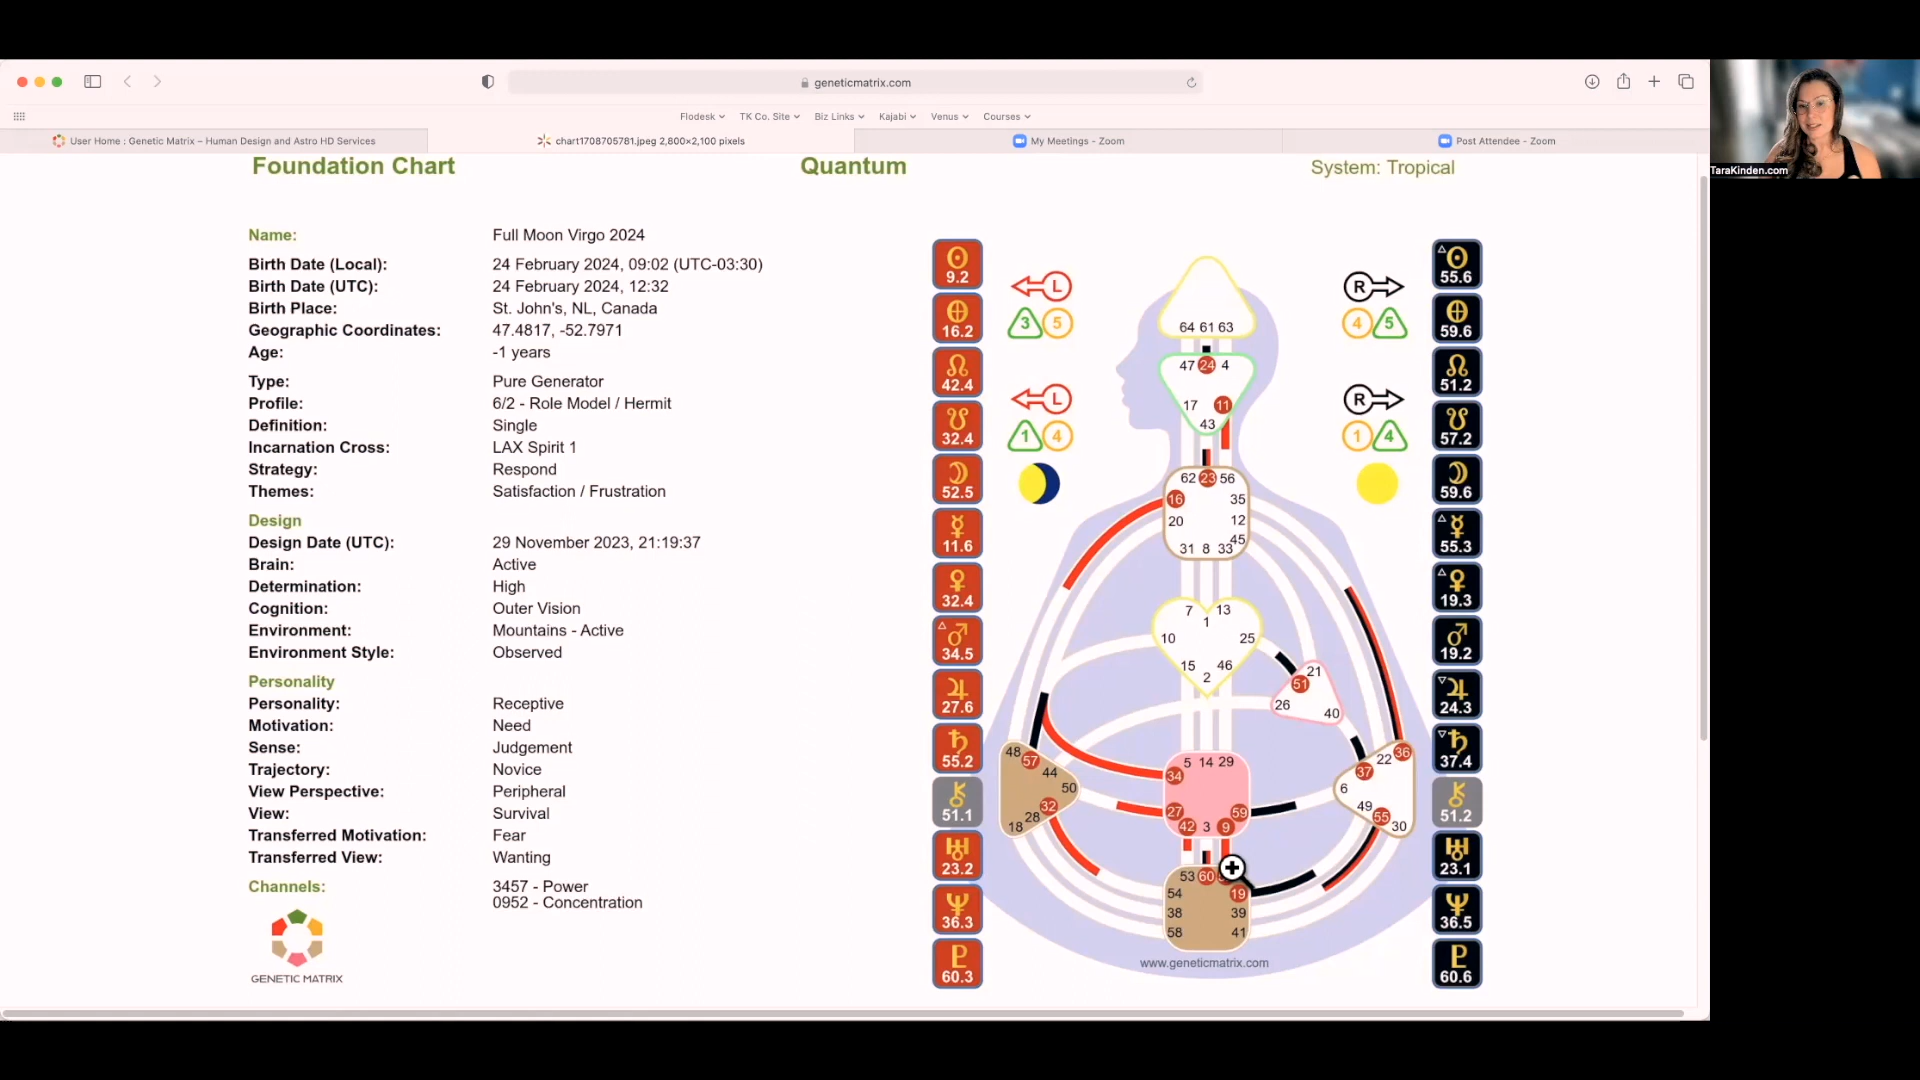 geneticmatrix.com
Flodesk TK Co. Site Biz Links Kajabi Venus Courses
User Home : Genetic Matrix – Human Design and Astro HD Services
chart1708705781.jpeg 2,800×2,100 pixels
My Meetings - Zoom
Post Attendee - Zoom
TaraKinden.com
Foundation Chart
Quantum
System: Tropical
Name: Full Moon Virgo 2024
Birth Date (Local): 24 February 2024, 09:02 (UTC-03:30)
Birth Date (UTC): 24 February 2024, 12:32
Birth Place: St. John's, NL, Canada
Geographic Coordinates: 47.4817, -52.7971
Age: -1 years
Type: Pure Generator
Profile: 6/2 - Role Model / Hermit
Definition: Single
Incarnation Cross: LAX Spirit 1
Strategy: Respond
Themes: Satisfaction / Frustration
Design
Design Date (UTC): 29 November 2023, 21:19:37
Brain: Active
Determination: High
Cognition: Outer Vision
Environment: Mountains - Active
Environment Style: Observed
Personality
Personality: Receptive
Motivation: Need
Sense: Judgement
Trajectory: Novice
View Perspective: Peripheral
View: Survival
Transferred Motivation: Fear
Transferred View: Wanting
Channels: 3457 - Power
0952 - Concentration
GENETIC MATRIX
9.2
16.2
42.4
32.4
52.5
11.6
32.4
34.5
27.6
55.2
51.1
23.2
36.3
60.3
L
3 5
L
1 4
R
4 5
R
1 4
64 61 63
47 24 4
17 11
43
62 23 56
16 35
20 12
45
31 8 33
7 13
1
10 25
15 46
2
21
51
26 40
48 57
44
50
32
28
18
5 14 29
34
27 59
42 3 9
36
22
37
6
49
55
30
53 60
54 19
38 39
58 41
www.geneticmatrix.com
55.6
59.6
51.2
57.2
59.6
55.3
19.3
19.2
24.3
37.4
51.2
23.1
36.5
60.6